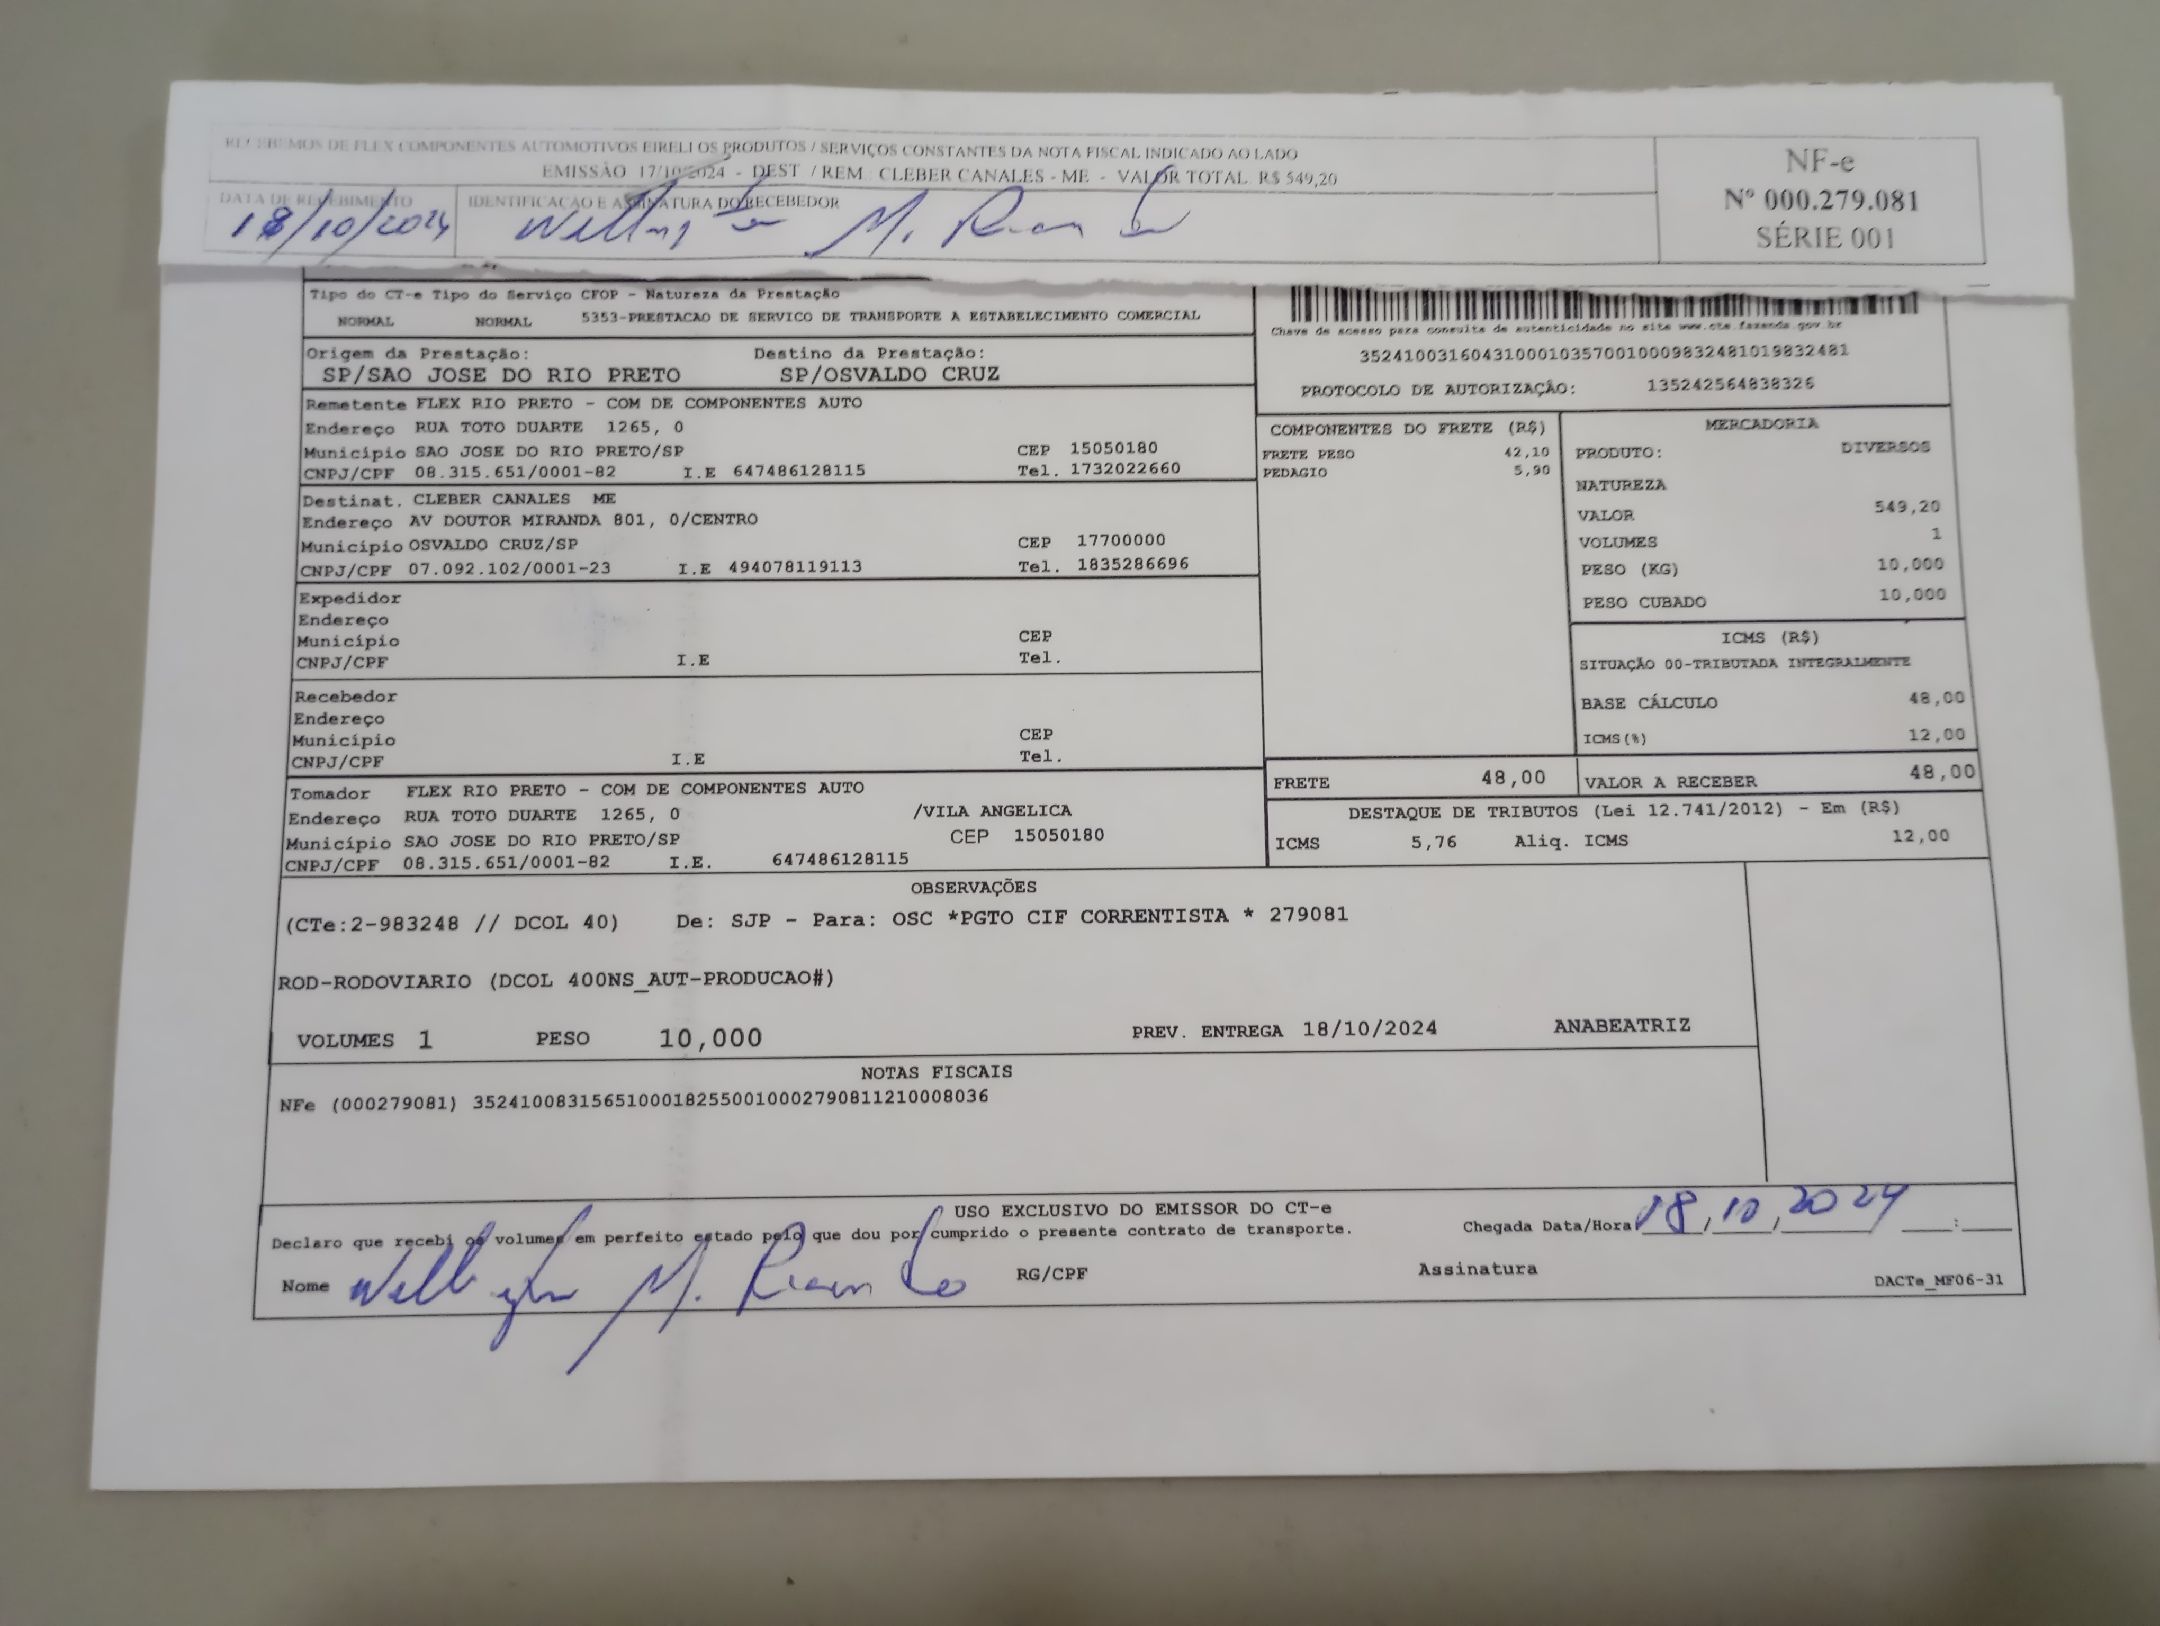 RECEBEMOS DE FLEX COMPONENTES AUTOMOTIVOS EIRELI OS PRODUTOS / SERVIÇOS CONSTANTES DA NOTA FISCAL INDICADO AO LADO
EMISSÃO 17/10/2024 - DEST / REM: CLEBER CANALES - ME - VALOR TOTAL R$ 549,20
DATA DE RECEBIMENTO IDENTIFICAÇÃO E ASSINATURA DO RECEBEDOR
18/10/2024 M.
NF-e
Nº 000.279.081
SÉRIE 001
Tipo do CT-e Tipo do Serviço CFOP - Natureza da Prestação
NORMAL NORMAL 5353-PRESTACAO DE SERVICO DE TRANSPORTE A ESTABELECIMENTO COMERCIAL
Chave de acesso para consulta de autenticidade no site www.cte.fazenda.gov.br
35241003160431000103570010009832481019832481
PROTOCOLO DE AUTORIZAÇÃO: 135242564838326
Origem da Prestação: Destino da Prestação:
SP/SAO JOSE DO RIO PRETO SP/OSVALDO CRUZ
Remetente FLEX RIO PRETO - COM DE COMPONENTES AUTO
Endereço RUA TOTO DUARTE 1265, 0
Município SAO JOSE DO RIO PRETO/SP CEP 15050180
CNPJ/CPF 08.315.651/0001-82 I.E 647486128115 Tel. 1732022660
Destinat. CLEBER CANALES ME
Endereço AV DOUTOR MIRANDA 801, 0/CENTRO
Município OSVALDO CRUZ/SP CEP 17700000
CNPJ/CPF 07.092.102/0001-23 I.E 494078119113 Tel. 1835286696
Expedidor
Endereço
Município CEP
CNPJ/CPF I.E Tel.
Recebedor
Endereço
Município CEP
CNPJ/CPF I.E Tel.
Tomador FLEX RIO PRETO - COM DE COMPONENTES AUTO
Endereço RUA TOTO DUARTE 1265, 0 /VILA ANGELICA
Município SAO JOSE DO RIO PRETO/SP CEP 15050180
CNPJ/CPF 08.315.651/0001-82 I.E. 647486128115
COMPONENTES DO FRETE (R$)
FRETE PESO 42,10
PEDAGIO 5,90
MERCADORIA
PRODUTO: DIVERSOS
NATUREZA
VALOR 549,20
VOLUMES 1
PESO (KG) 10,000
PESO CUBADO 10,000
ICMS (R$)
SITUAÇÃO 00-TRIBUTADA INTEGRALMENTE
BASE CÁLCULO 48,00
ICMS(%) 12,00
FRETE 48,00 VALOR A RECEBER 48,00
DESTAQUE DE TRIBUTOS (Lei 12.741/2012) - Em (R$)
ICMS 5,76 Aliq. ICMS 12,00
OBSERVAÇÕES
(CTe:2-983248 // DCOL 40) De: SJP - Para: OSC *PGTO CIF CORRENTISTA * 279081
ROD-RODOVIARIO (DCOL 400NS_AUT-PRODUCAO#)
VOLUMES 1 PESO 10,000 PREV. ENTREGA 18/10/2024 ANABEATRIZ
NOTAS FISCAIS
NFe (000279081) 35241008315651000182550010002790811210008036
USO EXCLUSIVO DO EMISSOR DO CT-e
Declaro que recebi os volumes em perfeito estado pelo que dou por cumprido o presente contrato de transporte. Chegada Data/Hora 18/10/2024 ___:___
Nome M. RG/CPF Assinatura DACTe_MF06-31